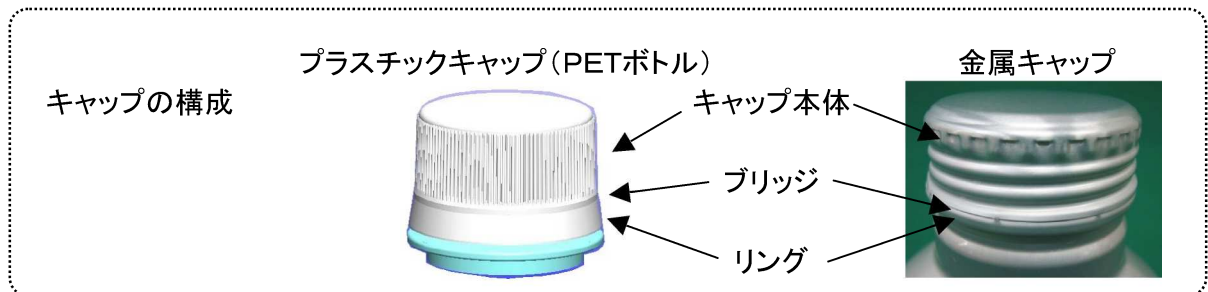 プラスチックキャップ（PETボトル）
金属キャップ
キャップの構成
キャップ本体
ブリッジ
リング